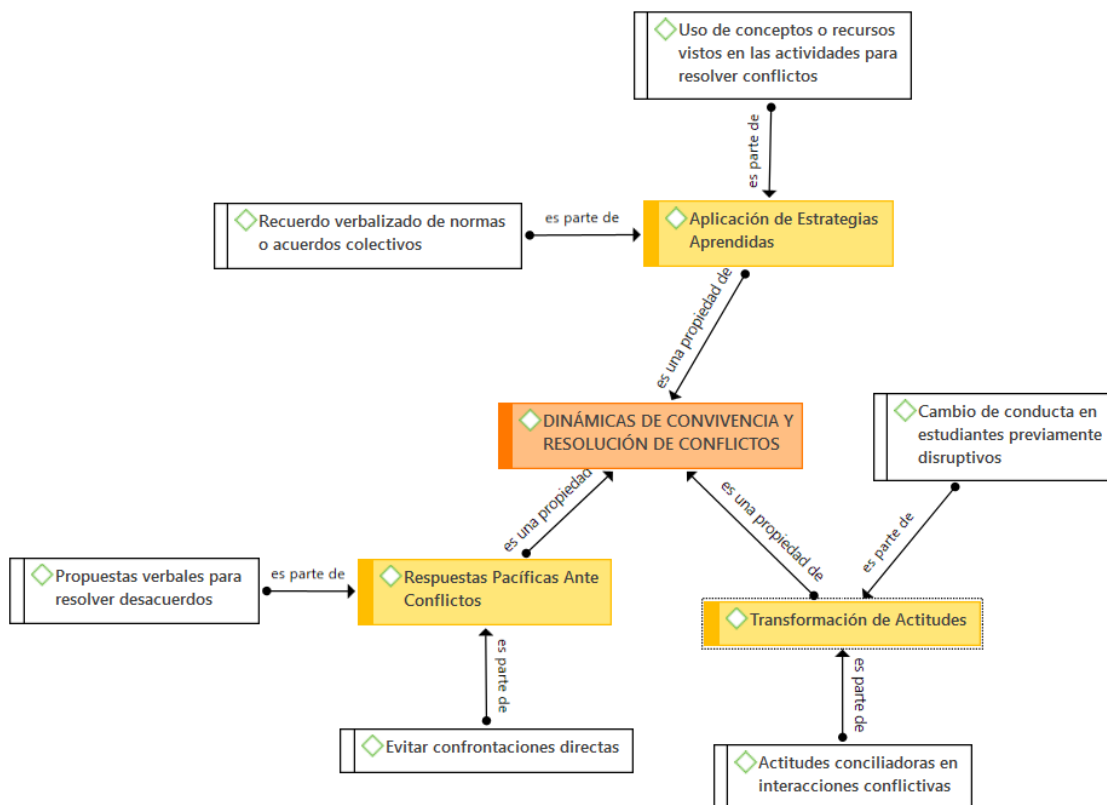 Uso de conceptos o recursos
vistos en las actividades para
resolver conflictos
es parte de
Recuerdo verbalizado de normas
o acuerdos colectivos
es parte de
Aplicación de Estrategias
Aprendidas
es una propiedad de
DINÁMICAS DE CONVIVENCIA Y
RESOLUCIÓN DE CONFLICTOS
Cambio de conducta en
estudiantes previamente
disruptivos
es una propiedad
es una propiedad de
es parte de
Propuestas verbales para
resolver desacuerdos
es parte de
Respuestas Pacíficas Ante
Conflictos
Transformación de Actitudes
es parte de
es parte de
Evitar confrontaciones directas
Actitudes conciliadoras en
interacciones conflictivas